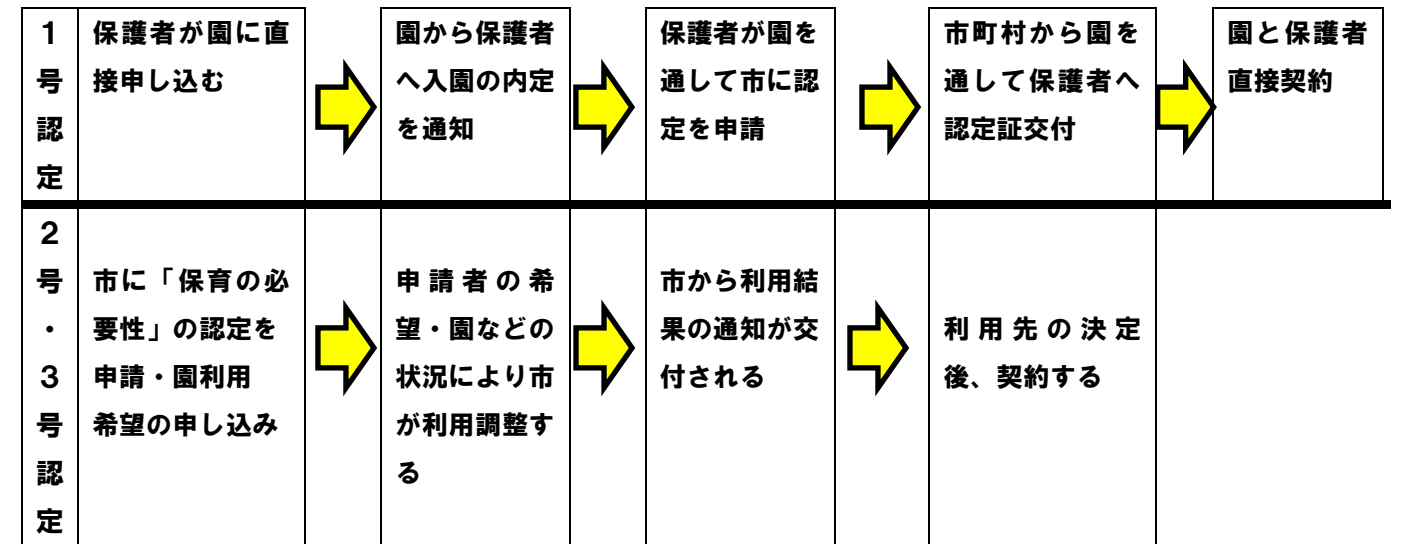 1号認定
保護者が園に直
接申し込む
園から保護者
へ入園の内定
を通知
保護者が園を
通して市に認
定を申請
市町村から園を
通して保護者へ
認定証交付
園と保護者
直接契約
2号・3号認定
市に「保育の必
要性」の認定を
申請・園利用
希望の申し込み
申請者の希
望・園などの
状況により市
が利用調整す
る
市から利用結
果の通知が交
付される
利用先の決定
後、契約する